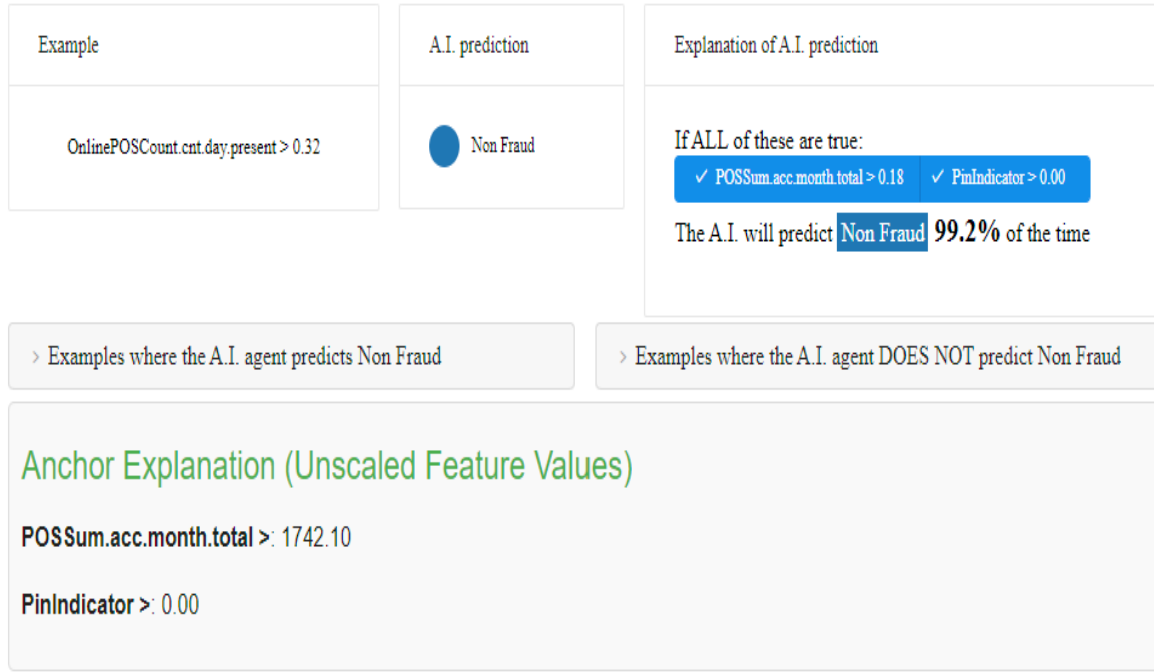 Example
OnlinePOSCount.cnt.day.present > 0.32
A.I. prediction
Non Fraud
Explanation of A.I. prediction
If ALL of these are true:
✓ POSSum.acc.month.total > 0.18 ✓ PinIndicator > 0.00
The A.I. will predict Non Fraud 99.2% of the time
› Examples where the A.I. agent predicts Non Fraud
› Examples where the A.I. agent DOES NOT predict Non Fraud
Anchor Explanation (Unscaled Feature Values)
POSSum.acc.month.total >: 1742.10
PinIndicator >: 0.00